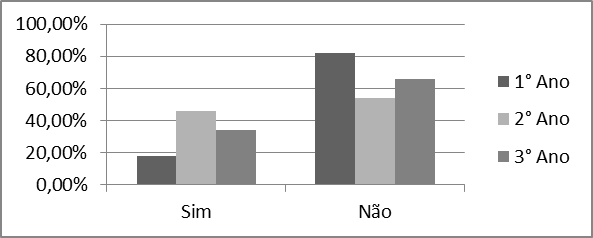 100,00%
80,00%
60,00%
40,00%
20,00%
0,00%
Sim
Não
1° Ano
2° Ano
3° Ano